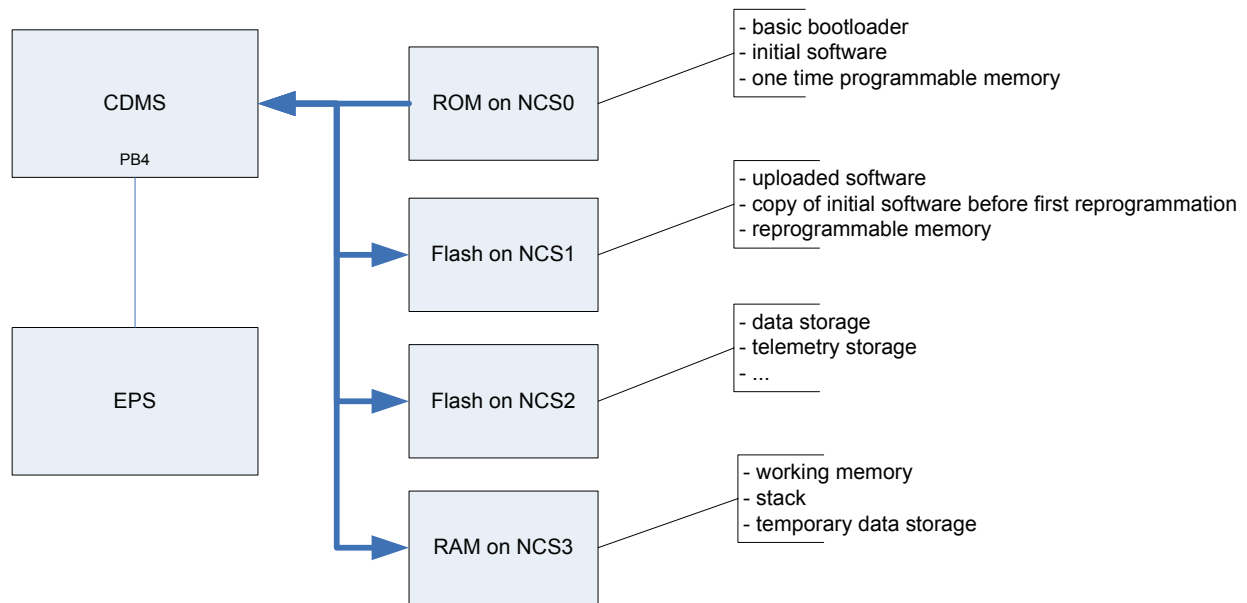 CDMS
PB4
EPS
ROM on NCS0
- basic bootloader
- initial software
- one time programmable memory
Flash on NCS1
- uploaded software
- copy of initial software before first reprogrammation
- reprogrammable memory
Flash on NCS2
- data storage
- telemetry storage
- ...
RAM on NCS3
- working memory
- stack
- temporary data storage